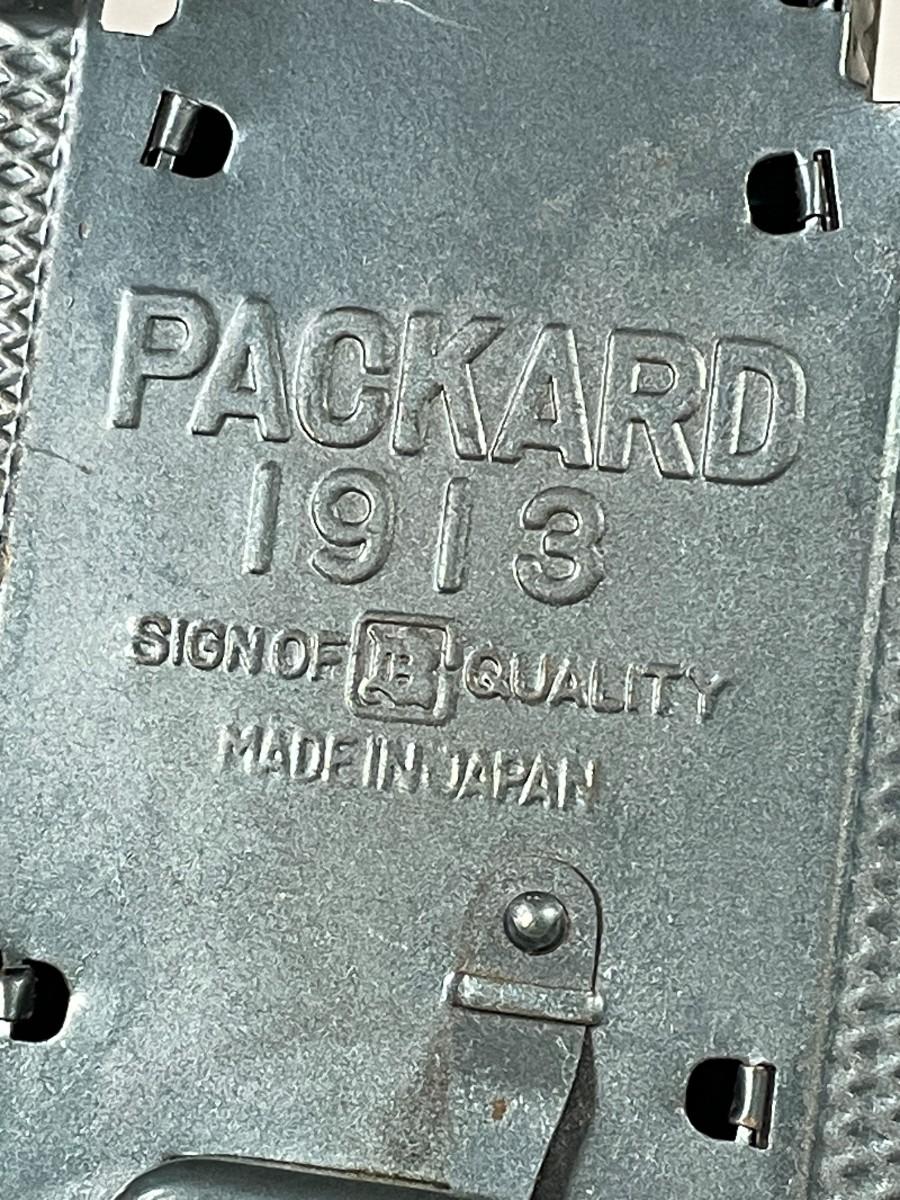 PACKARD
1913
SIGN OF B QUALITY
MADE IN JAPAN